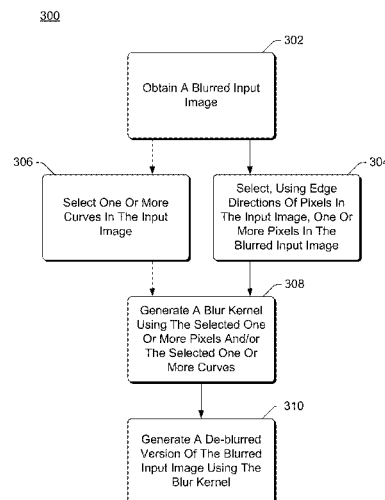 300
302
Obtain A Blurred Input
Image
306
Select One Or More
Curves In The Input
Image
304
Select, Using Edge
Directions Of Pixels In
The Input Image, One Or
More Pixels In The
Blurred Input Image
308
Generate A Blur Kernel
Using The Selected One
Or More Pixels And/or
The Selected One Or
More Curves
310
Generate A De-blurred
Version Of The Blurred
Input Image Using The
Blur Kernel